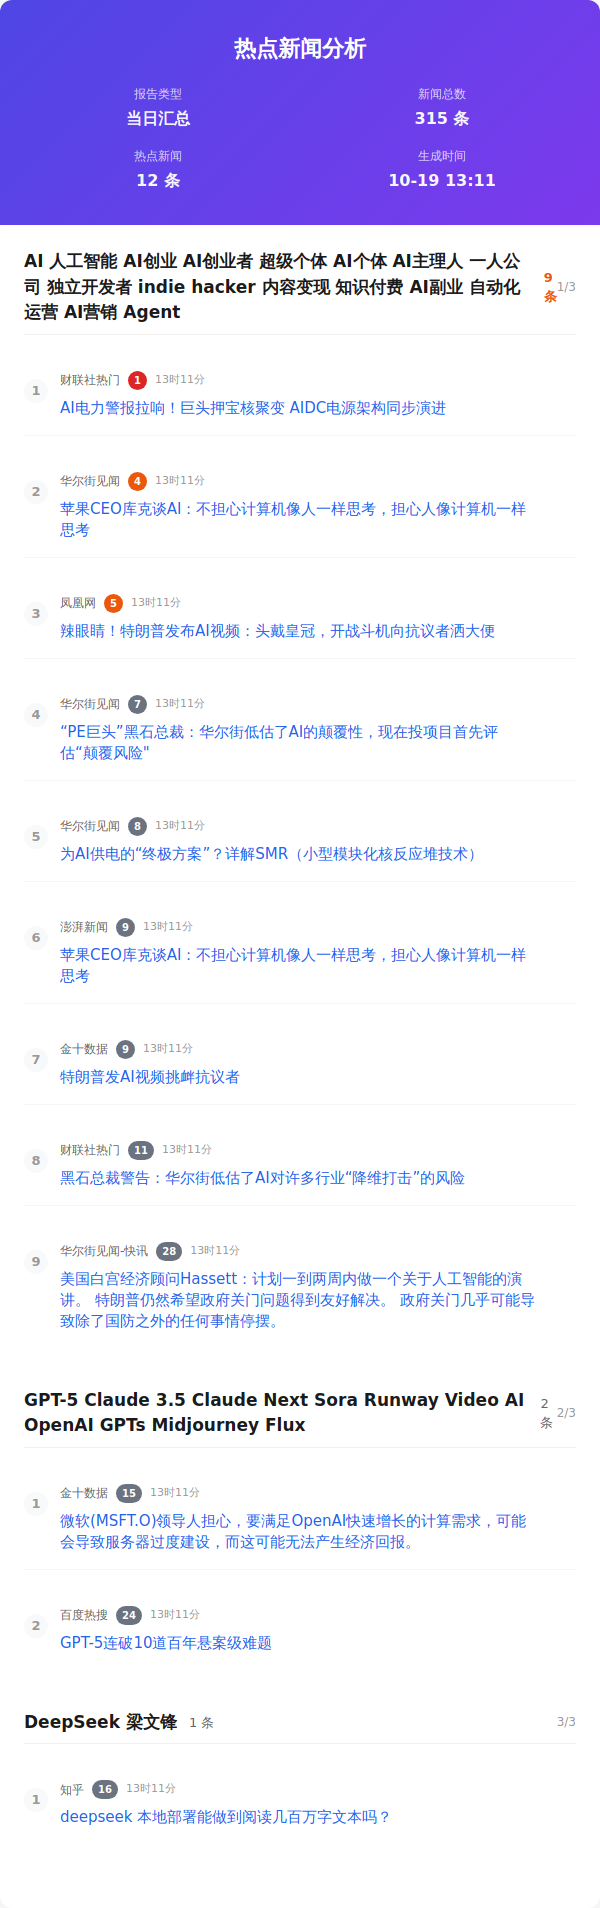 热点新闻分析
报告类型
新闻总数
当日汇总
315 条
热点新闻
生成时间
12 条
10-19 13:11
AI 人工智能 AI创业 AI创业者 超级个体 AI个体 AI主理人 一人公
司 独立开发者 indie hacker 内容变现 知识付费 AI副业 自动化
运营 AI营销 Agent
9
条
1/3
1
财联社热门 1 13时11分
AI电力警报拉响！巨头押宝核聚变 AIDC电源架构同步演进
2
华尔街见闻 4 13时11分
苹果CEO库克谈AI：不担心计算机像人一样思考，担心人像计算机一样
思考
3
凤凰网 5 13时11分
辣眼睛！特朗普发布AI视频：头戴皇冠，开战斗机向抗议者洒大便
4
华尔街见闻 7 13时11分
“PE巨头”黑石总裁：华尔街低估了AI的颠覆性，现在投项目首先评
估“颠覆风险"
5
华尔街见闻 8 13时11分
为AI供电的“终极方案”？详解SMR（小型模块化核反应堆技术）
6
澎湃新闻 9 13时11分
苹果CEO库克谈AI：不担心计算机像人一样思考，担心人像计算机一样
思考
7
金十数据 9 13时11分
特朗普发AI视频挑衅抗议者
8
财联社热门 11 13时11分
黑石总裁警告：华尔街低估了AI对许多行业“降维打击”的风险
9
华尔街见闻-快讯 28 13时11分
美国白宫经济顾问Hassett：计划一到两周内做一个关于人工智能的演
讲。 特朗普仍然希望政府关门问题得到友好解决。 政府关门几乎可能导
致除了国防之外的任何事情停摆。
GPT-5 Claude 3.5 Claude Next Sora Runway Video AI
OpenAI GPTs Midjourney Flux
2
条
2/3
1
金十数据 15 13时11分
微软(MSFT.O)领导人担心，要满足OpenAI快速增长的计算需求，可能
会导致服务器过度建设，而这可能无法产生经济回报。
2
百度热搜 24 13时11分
GPT-5连破10道百年悬案级难题
DeepSeek 梁文锋 1 条 3/3
1
知乎 16 13时11分
deepseek 本地部署能做到阅读几百万字文本吗？